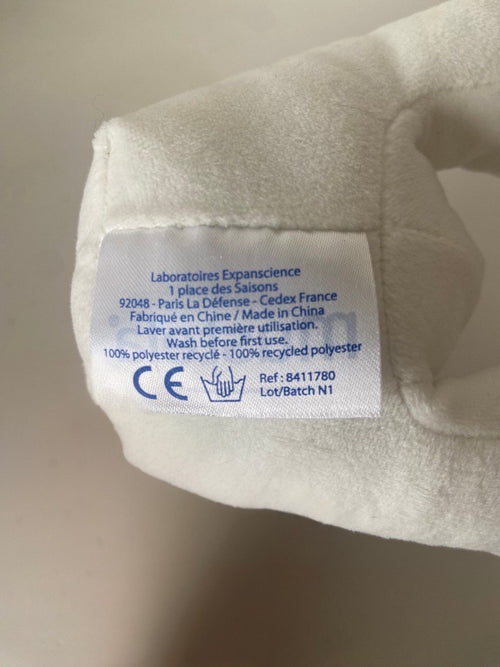 Laboratoires Expanscience
1 place des Saisons
92048 - Paris La Défense - Cedex France
Fabriqué en Chine / Made in China
Laver avant première utilisation.
Wash before first use.
100% polyester recyclé - 100% recycled polyester
CE
Ref : 8411780
Lot/Batch N1